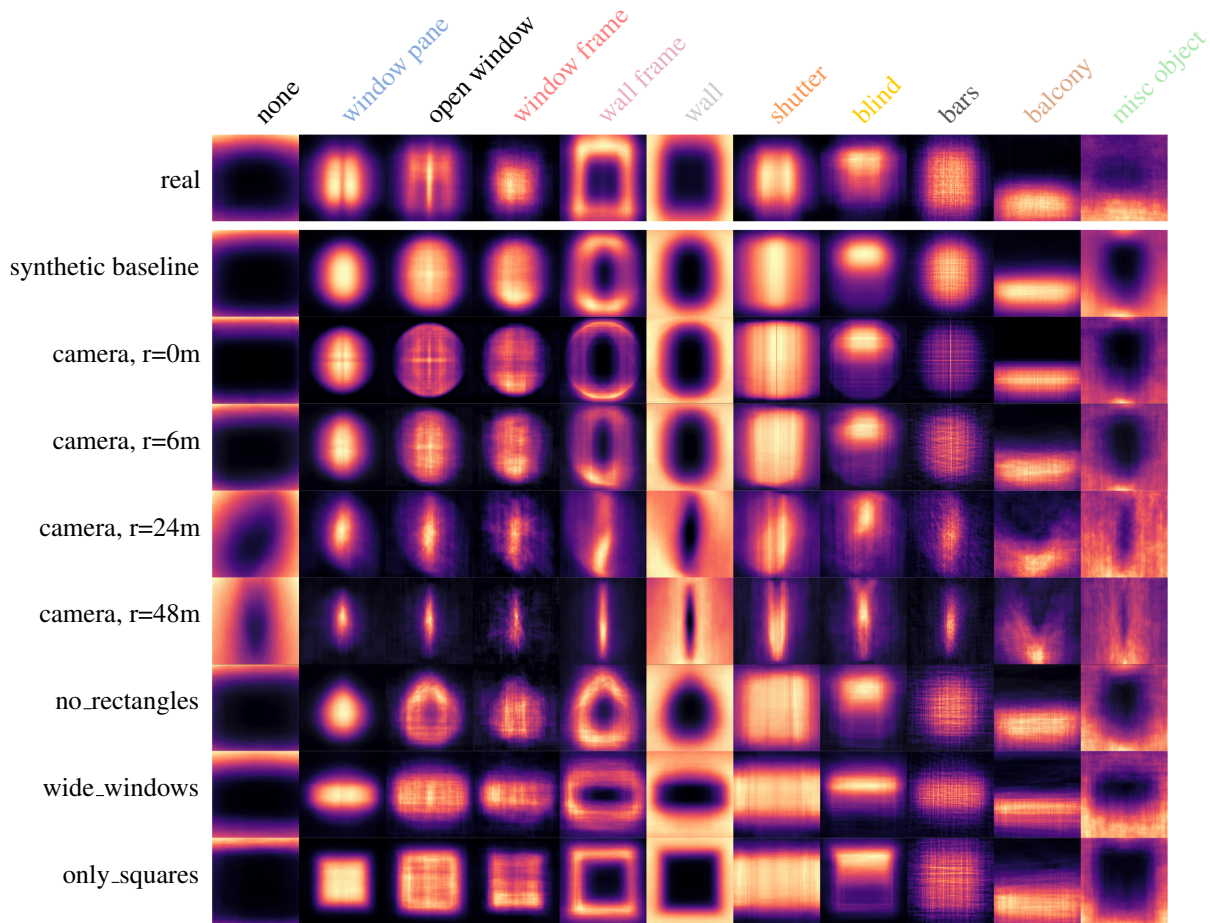 none
window pane
open window
window frame
wall frame
wall
shutter
blind
bars
balcony
misc object
real
synthetic baseline
camera, r=0m
camera, r=6m
camera, r=24m
camera, r=48m
no_rectangles
wide_windows
only_squares